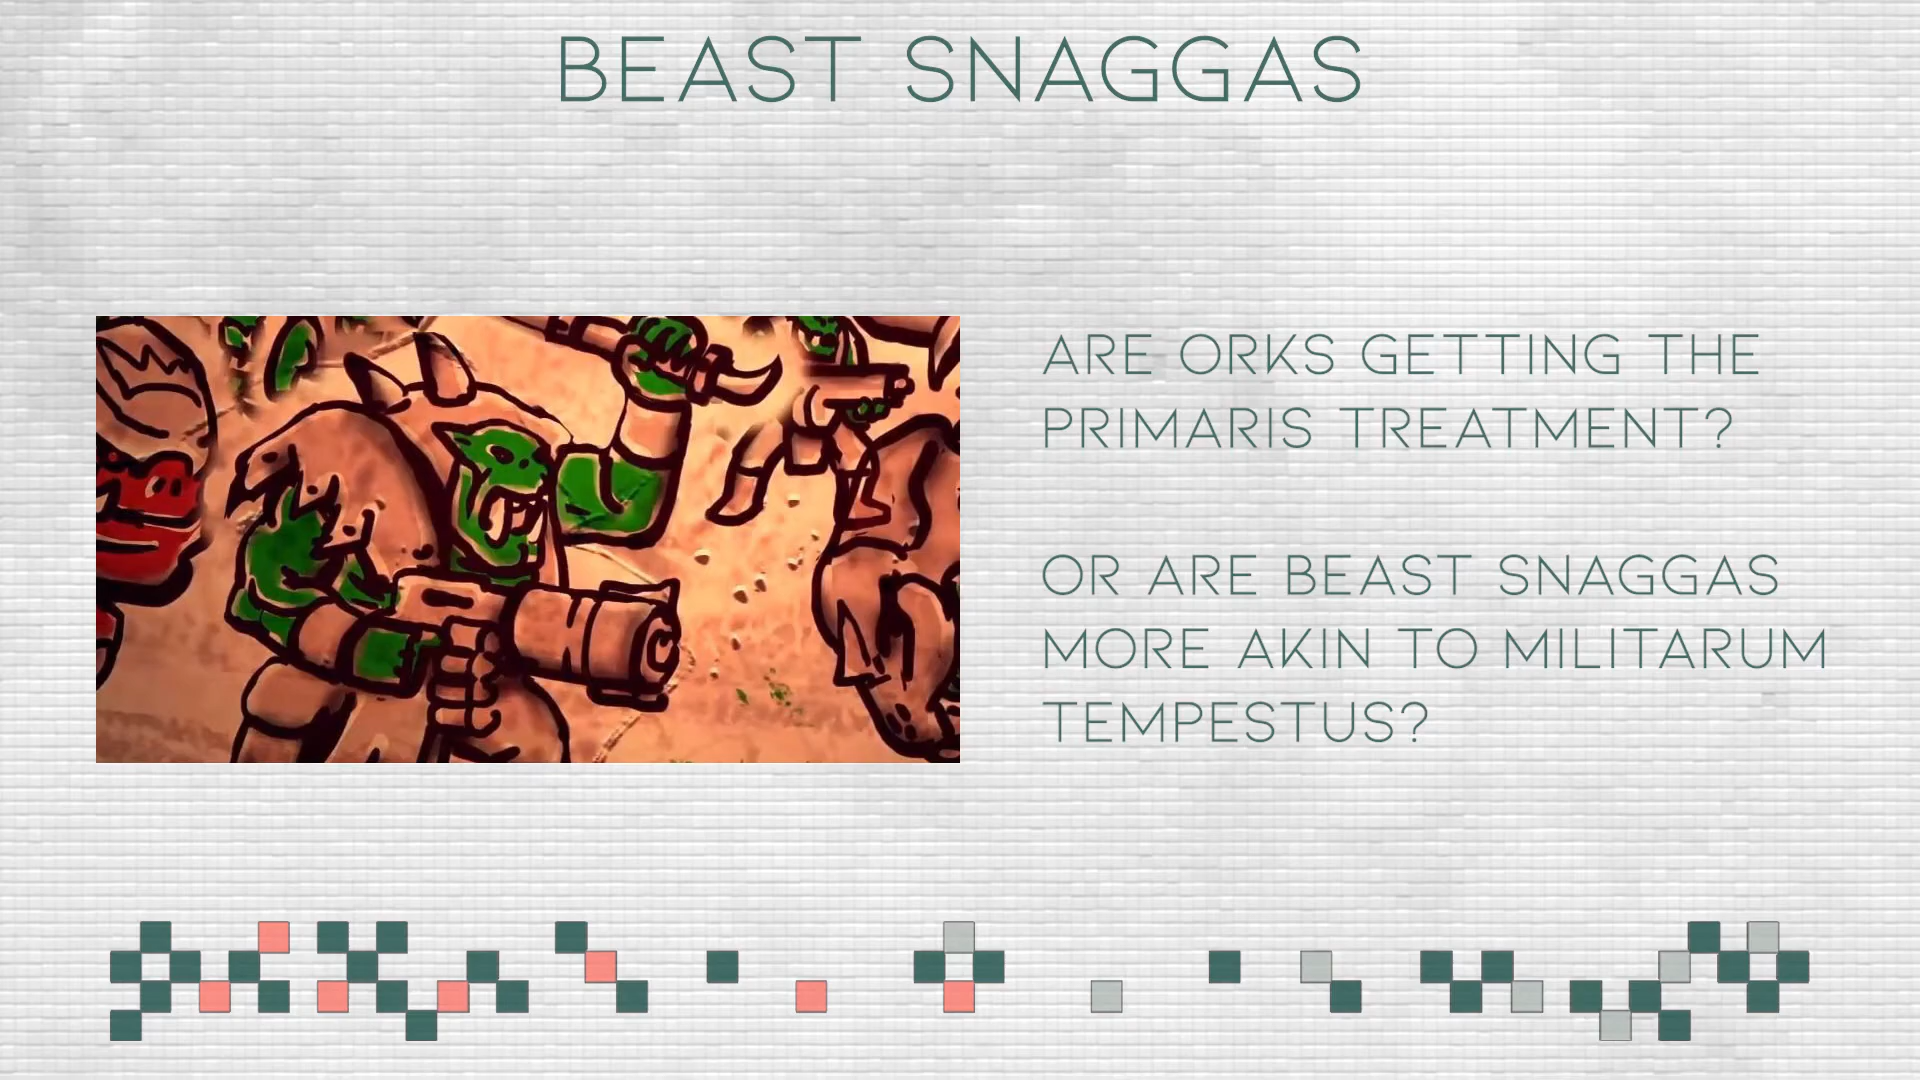 BEAST SNAGGAS
ARE ORKS GETTING THE
PRIMARIS TREATMENT?
OR ARE BEAST SNAGGAS
MORE AKIN TO MILITARUM
TEMPESTUS?